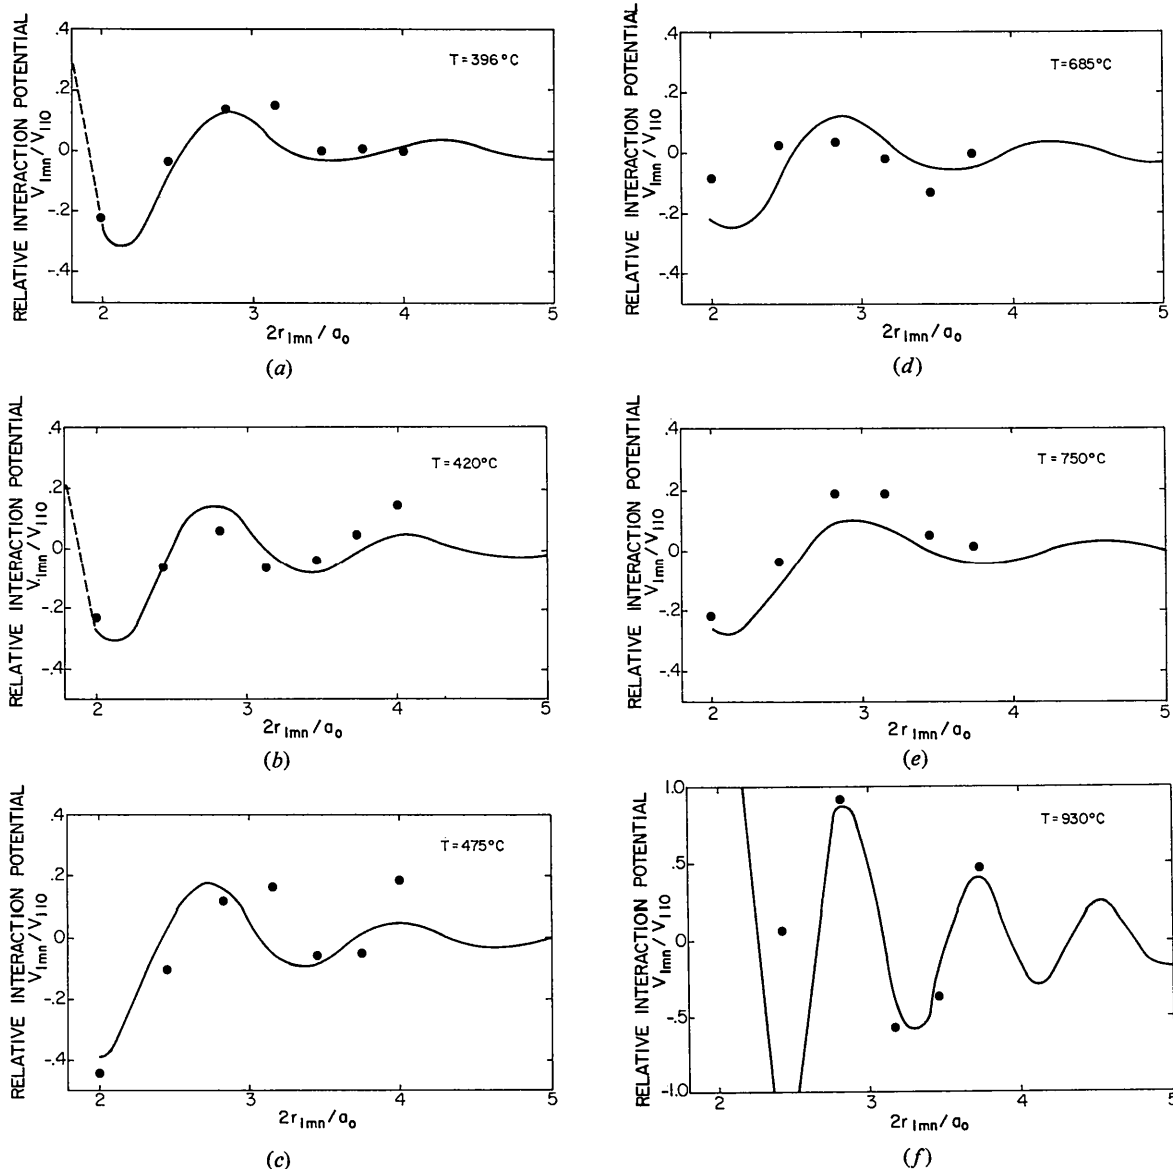 RELATIVE INTERACTION POTENTIAL
V lmn / V 110
.4
.2
0
-.2
-.4
T = 396°C
2 3 4 5
2r lmn / a o
(a)
RELATIVE INTERACTION POTENTIAL
V lmn / V 110
.4
.2
0
-.2
-.4
T = 685°C
2 3 4 5
2r lmn / a o
(d)
RELATIVE INTERACTION POTENTIAL
V lmn / V 110
.4
.2
0
-.2
-.4
T = 420°C
2 3 4 5
2r lmn / a o
(b)
RELATIVE INTERACTION POTENTIAL
V lmn / V 110
.4
.2
0
-.2
-.4
T = 750°C
2 3 4 5
2r lmn / a o
(e)
RELATIVE INTERACTION POTENTIAL
V lmn / V 110
.4
.2
0
-.2
-.4
T = 475°C
2 3 4 5
2r lmn / a o
(c)
RELATIVE INTERACTION POTENTIAL
V lmn / V 110
1.0
.5
0
-.5
-1.0
T = 930°C
2 3 4 5
2r lmn / a o
(f)